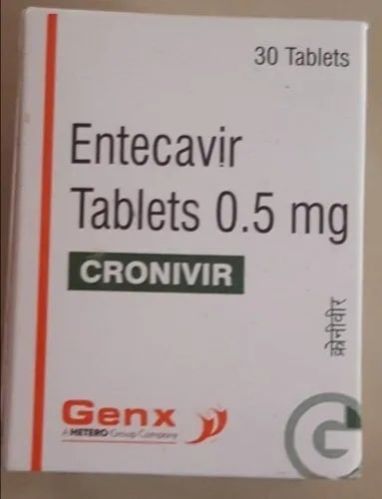 30 Tablets
Entecavir
Tablets 0.5 mg
CRONIVIR
क्रोनीवीर
Genx
A HETERO Group Company
G